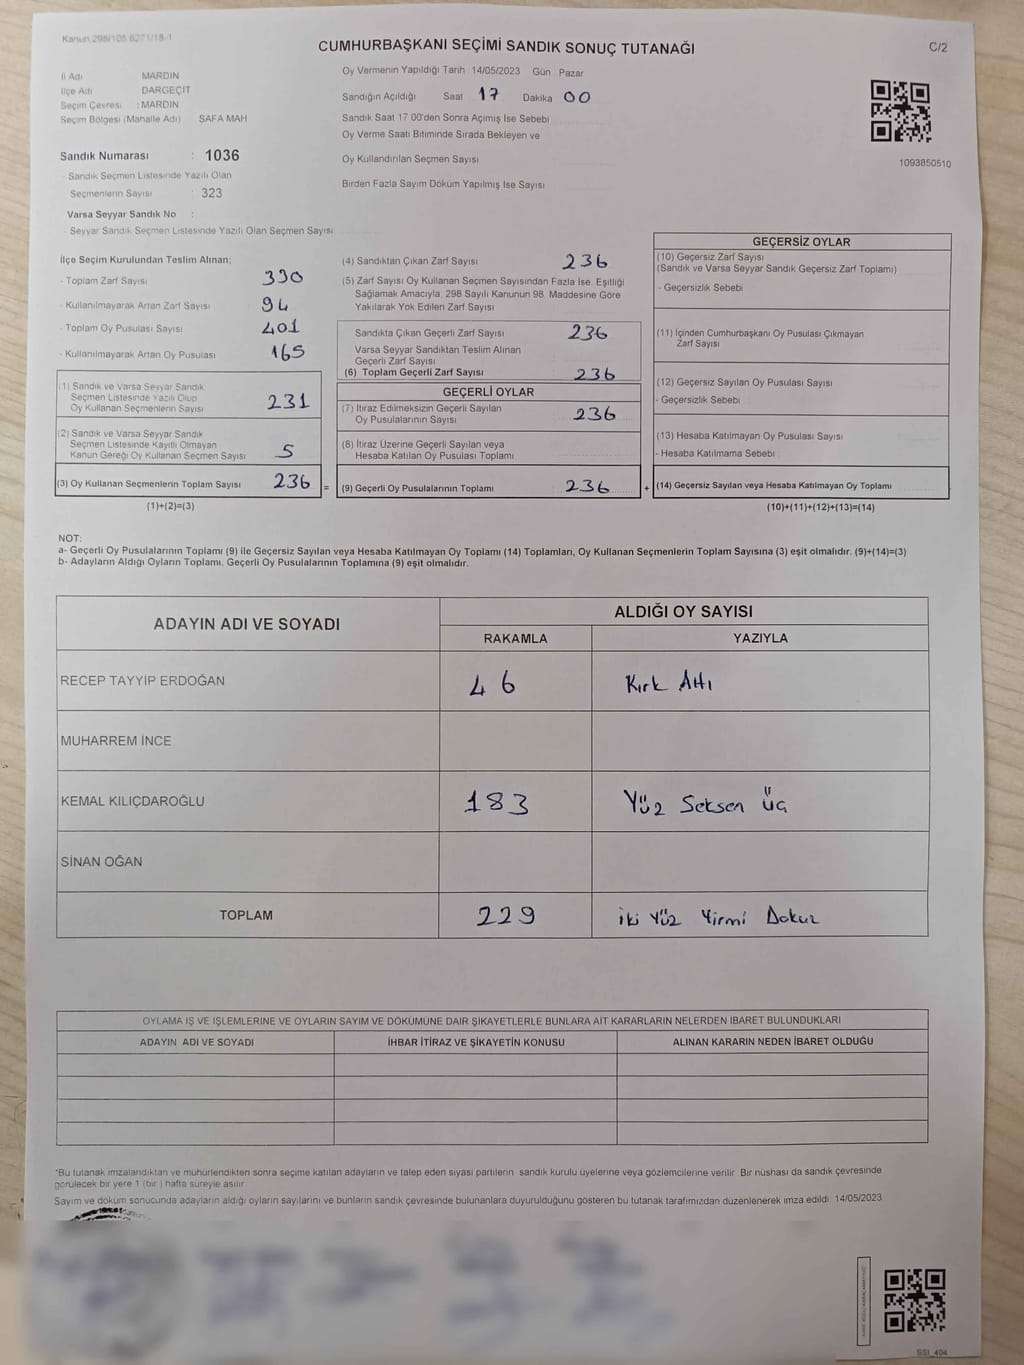 Kanun 298/105 6271/18-1
CUMHURBAŞKANI SEÇİMİ SANDIK SONUÇ TUTANAĞI
C/2
İl Adı MARDİN
İlçe Adı DARGEÇİT
Seçim Çevresi : MARDİN
Seçim Bölgesi (Mahalle Adı) SAFA MAH
Oy Vermenin Yapıldığı Tarih 14/05/2023 Gün Pazar
Sandığın Açıldığı Saat 17 Dakika 00
Sandık Saat 17 00'den Sonra Açımış İse Sebebi
Oy Verme Saati Bitiminde Sırada Bekleyen ve
Oy Kullandırılan Seçmen Sayısı
Birden Fazla Sayım Döküm Yapılmış İse Sayısı
1093850510
Sandık Numarası : 1036
- Sandık Seçmen Listesinde Yazılı Olan
Seçmenlerin Sayısı : 323
Varsa Seyyar Sandık No :
- Seyyar Sandık Seçmen Listesinde Yazılı Olan Seçmen Sayısı
İlçe Seçim Kurulundan Teslim Alınan:
- Toplam Zarf Sayısı 330
- Kullanılmayarak Artan Zarf Sayısı 94
- Toplam Oy Pusulası Sayısı 401
- Kullanılmayarak Artan Oy Pusulası 165
(1) Sandık ve Varsa Seyyar Sandık
Seçmen Listesinde Yazılı Olup
Oy Kullanan Seçmenlerin Sayısı 231
(2) Sandık ve Varsa Seyyar Sandık
Seçmen Listesinde Kayıtlı Olmayan
Kanun Gereği Oy Kullanan Seçmen Sayısı 5
(3) Oy Kullanan Seçmenlerin Toplam Sayısı 236 =
(1)+(2)=(3)
(4) Sandıktan Çıkan Zarf Sayısı 236
(5) Zarf Sayısı Oy Kullanan Seçmen Sayısından Fazla İse, Eşitliği
Sağlamak Amacıyla, 298 Sayılı Kanunun 98. Maddesine Göre
Yakılarak Yok Edilen Zarf Sayısı
Sandıkta Çıkan Geçerli Zarf Sayısı 236
Varsa Seyyar Sandıktan Teslim Alınan
Geçerli Zarf Sayısı
(6) Toplam Geçerli Zarf Sayısı 236
GEÇERLİ OYLAR
(7) İtiraz Edilmeksizin Geçerli Sayılan
Oy Pusulalarının Sayısı 236
(8) İtiraz Üzerine Geçerli Sayılan veya
Hesaba Katılan Oy Pusulası Toplamı
(9) Geçerli Oy Pusulalarının Toplamı 236 +
GEÇERSİZ OYLAR
(10) Geçersiz Zarf Sayısı
(Sandık ve Varsa Seyyar Sandık Geçersiz Zarf Toplamı)
- Geçersizlik Sebebi
(11) İçinden Cumhurbaşkanı Oy Pusulası Çıkmayan
Zarf Sayısı
(12) Geçersiz Sayılan Oy Pusulası Sayısı
- Geçersizlik Sebebi
(13) Hesaba Katılmayan Oy Pusulası Sayısı
- Hesaba Katılmama Sebebi :
(14) Geçersiz Sayılan veya Hesaba Katılmayan Oy Toplamı
(10)+(11)+(12)+(13)=(14)
NOT:
a- Geçerli Oy Pusulalarının Toplamı (9) ile Geçersiz Sayılan veya Hesaba Katılmayan Oy Toplamı (14) Toplamları, Oy Kullanan Seçmenlerin Toplam Sayısına (3) eşit olmalıdır. (9)+(14)=(3)
b- Adayların Aldığı Oyların Toplamı, Geçerli Oy Pusulalarının Toplamına (9) eşit olmalıdır.
ADAYIN ADI VE SOYADI
ALDIĞI OY SAYISI
RAKAMLA YAZIYLA
RECEP TAYYİP ERDOĞAN 46 Kırk Altı
MUHARREM İNCE
KEMAL KILIÇDAROĞLU 183 Yüz Seksen Üç
SİNAN OĞAN
TOPLAM 229 İki Yüz Yirmi Dokuz
OYLAMA İŞ VE İŞLEMLERİNE VE OYLARIN SAYIM VE DÖKÜMÜNE DAİR ŞİKAYETLERLE BUNLARA AİT KARARLARIN NELERDEN İBARET BULUNDUKLARI
ADAYIN ADI VE SOYADI İHBAR İTİRAZ VE ŞİKAYETİN KONUSU ALINAN KARARIN NEDEN İBARET OLDUĞU
*Bu tutanak imzalandıktan ve mühürlendikten sonra seçime katılan adayların ve talep eden siyasi partilerin sandık kurulu üyelerine veya gözlemcilerine verilir. Bir nüshası da sandık çevresinde
görülecek bir yere 1 (bir ) hafta süreyle asılır.
Sayım ve döküm sonucunda adayların aldığı oyların sayılarını ve bunların sandık çevresinde bulunanlara duyurulduğunu gösteren bu tutanak tarafımızdan düzenlenerek imza edildi. 14/05/2023
SSI_404